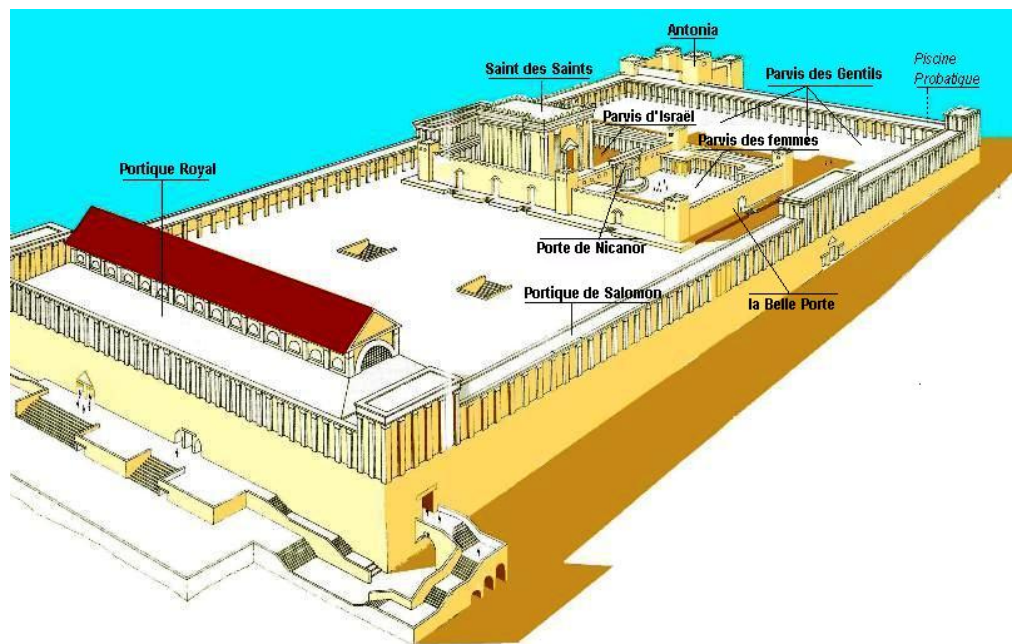 Antonia
Saint des Saints
Parvis des Gentils
Piscine
Probatique
Parvis d'Israël
Parvis des femmes
Portique Royal
Porte de Nicanor
Portique de Salomon
la Belle Porte